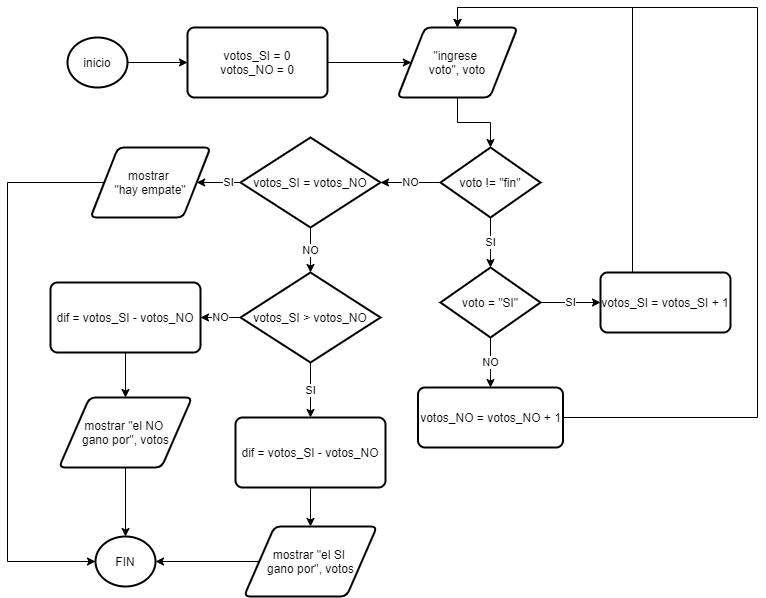 inicio
votos_SI = 0
votos_NO = 0
"ingrese
voto", voto
mostrar
"hay empate"
SI
votos_SI = votos_NO
NO
voto != "fin"
NO
SI
dif = votos_SI - votos_NO
NO
votos_SI > votos_NO
voto = "SI"
SI
votos_SI = votos_SI + 1
NO
SI
mostrar "el NO
gano por", votos
votos_NO = votos_NO + 1
dif = votos_SI - votos_NO
FIN
mostrar "el SI
gano por", votos